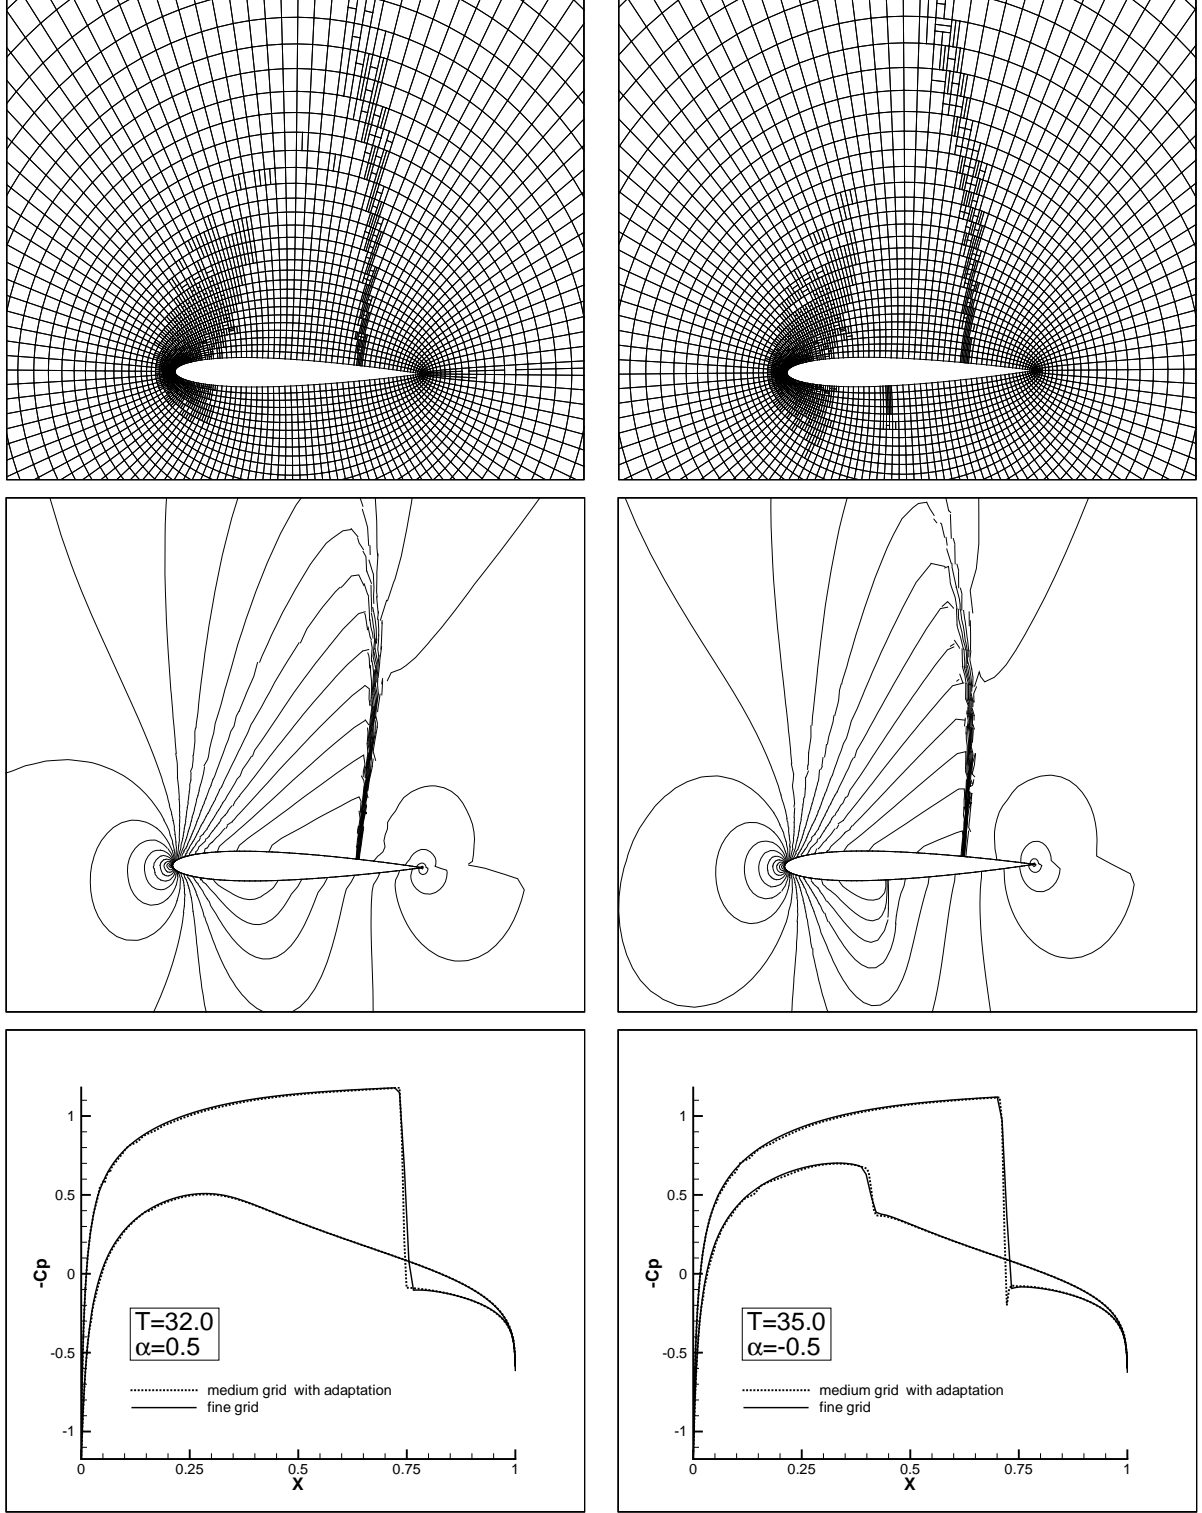 1
0.5
0
-0.5
-1
-Cp
T=32.0
α=0.5
medium grid with adaptation
fine grid
0 0.25 0.5 0.75 1
X
1
0.5
0
-0.5
-1
-Cp
T=35.0
α=-0.5
medium grid with adaptation
fine grid
0 0.25 0.5 0.75 1
X